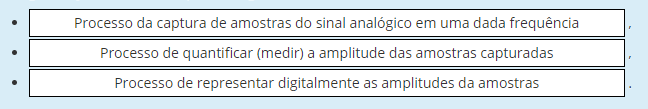 • Processo da captura de amostras do sinal analógico em uma dada frequência ,
• Processo de quantificar (medir) a amplitude das amostras capturadas ,
• Processo de representar digitalmente as amplitudes da amostras .